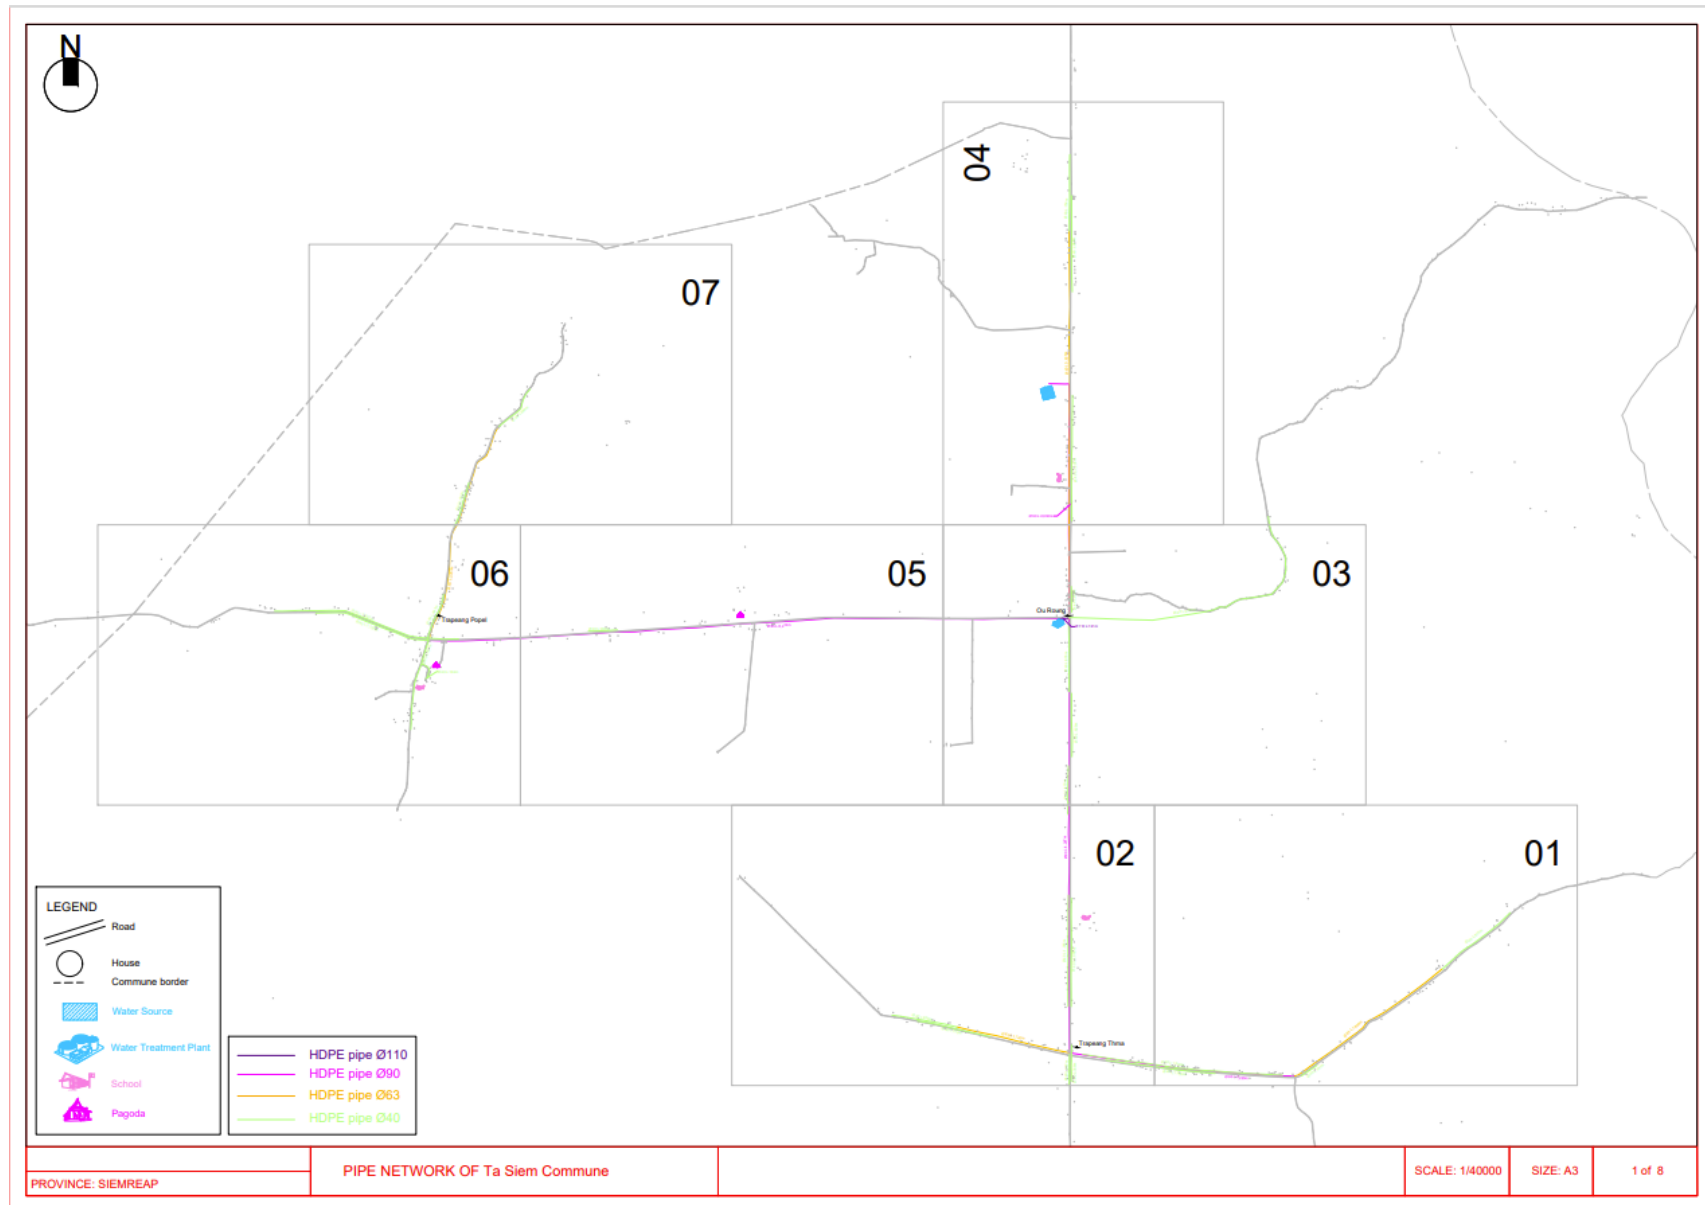 N
04
07
06
05
03
Ou Roung
Trapeang Popel
02
01
Trapeang Thma
LEGEND
Road
House
Commune border
Water Source
Water Treatment Plant
School
Pagoda
HDPE pipe Ø110
HDPE pipe Ø90
HDPE pipe Ø63
HDPE pipe Ø40
PROVINCE: SIEMREAP
PIPE NETWORK OF Ta Siem Commune
SCALE: 1/40000
SIZE: A3
1 of 8